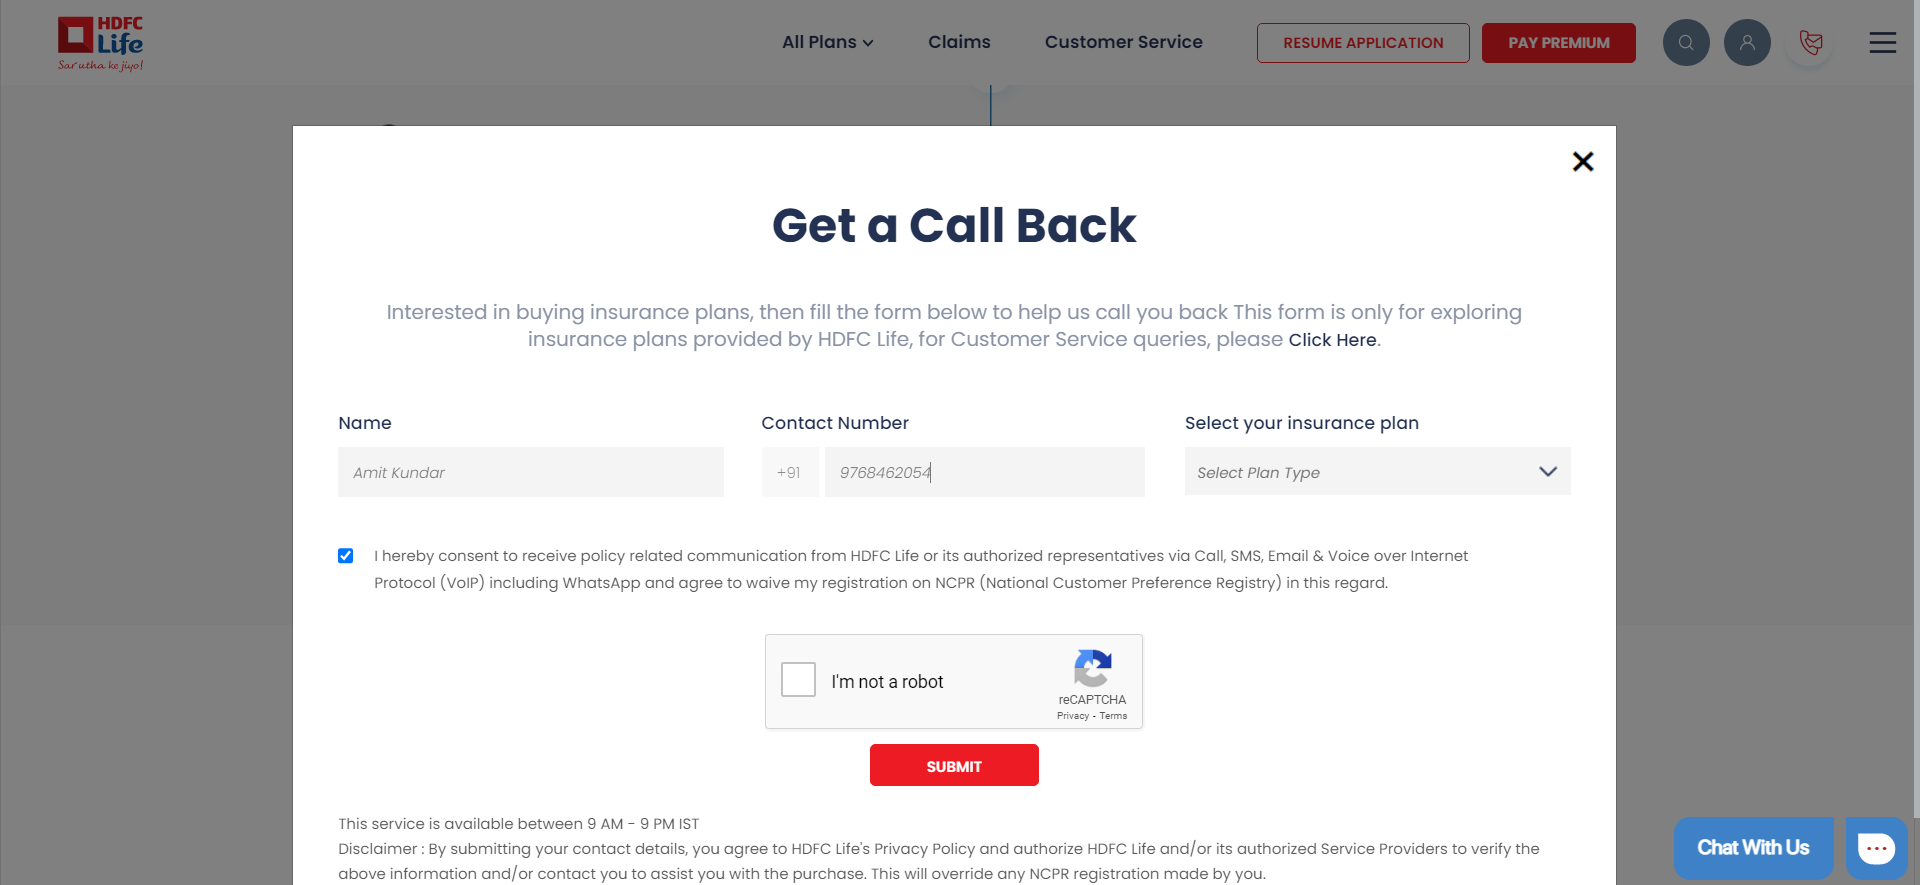 HDFC
Life
Sar utha ke jiyo!
All Plans
Claims
Customer Service
RESUME APPLICATION
PAY PREMIUM
Get a Call Back
Interested in buying insurance plans, then fill the form below to help us call you back This form is only for exploring
insurance plans provided by HDFC Life, for Customer Service queries, please Click Here.
Name
Contact Number
Select your insurance plan
Amit Kundar
+91
9768462054
Select Plan Type
I hereby consent to receive policy related communication from HDFC Life or its authorized representatives via Call, SMS, Email & Voice over Internet
Protocol (VoIP) including WhatsApp and agree to waive my registration on NCPR (National Customer Preference Registry) in this regard.
I'm not a robot
reCAPTCHA
Privacy - Terms
SUBMIT
This service is available between 9 AM - 9 PM IST
Disclaimer : By submitting your contact details, you agree to HDFC Life's Privacy Policy and authorize HDFC Life and/or its authorized Service Providers to verify the
above information and/or contact you to assist you with the purchase. This will override any NCPR registration made by you.
Chat With Us